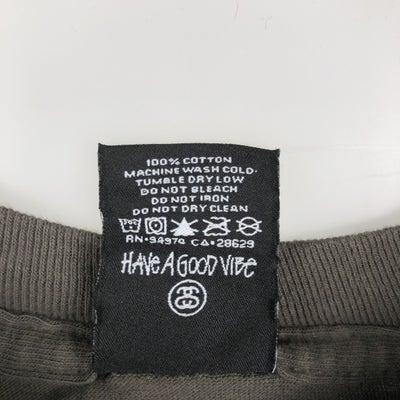 100% COTTON
MACHINE WASH COLD·
TUMBLE DRY LOW
DO NOT BLEACH
DO NOT IRON
DO NOT DRY CLEAN
RN·94974 CA·28629
HAVE A GOOD VIBE